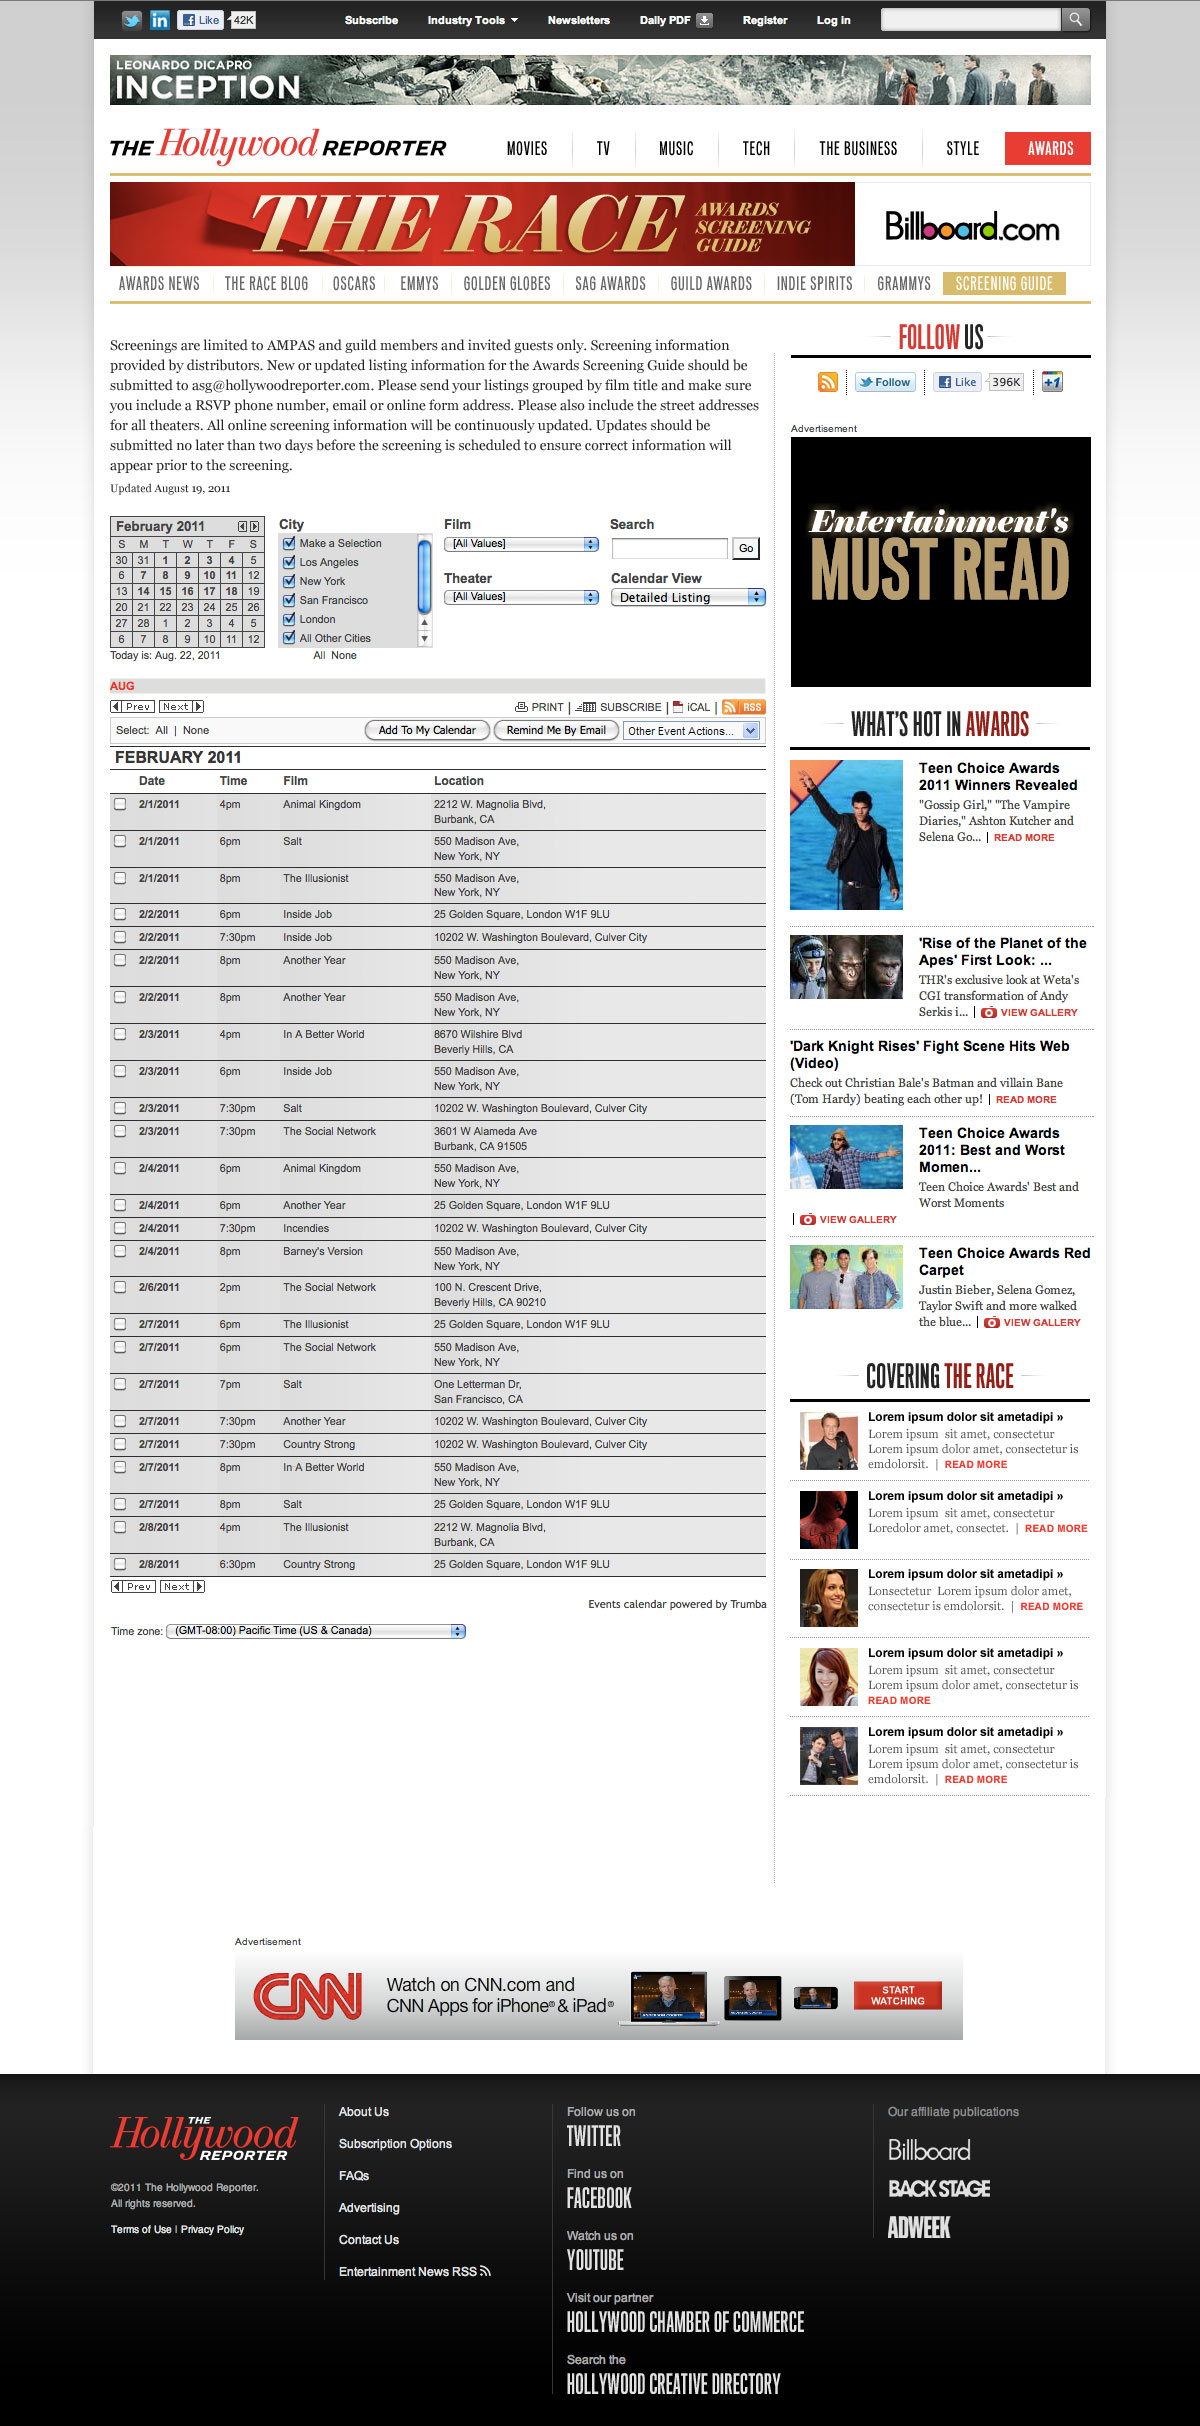 Like
42K
Subscribe
Industry Tools
Newsletters
Daily PDF
Register
Log in
LEONARDO DICAPRO
INCEPTION
THE Hollywood REPORTER
MOVIES
TV
MUSIC
TECH
THE BUSINESS
STYLE
AWARDS
THE RACE
AWARDS
SCREENING
GUIDE
Billboard.com
AWARDS NEWS
THE RACE BLOG
OSCARS
EMMYS
GOLDEN GLOBES
SAG AWARDS
GUILD AWARDS
INDIE SPIRITS
GRAMMYS
SCREENING GUIDE
Screenings are limited to AMPAS and guild members and invited guests only. Screening information
provided by distributors. New or updated listing information for the Awards Screening Guide should be
submitted to asg@hollywoodreporter.com. Please send your listings grouped by film title and make sure
you include a RSVP phone number, email or online form address. Please also include the street addresses
for all theaters. All online screening information will be continuously updated. Updates should be
submitted no later than two days before the screening is scheduled to ensure correct information will
appear prior to the screening.
Updated August 19, 2011
February 2011
S M T W T F S
30 31 1 2 3 4 5
6 7 8 9 10 11 12
13 14 15 16 17 18 19
20 21 22 23 24 25 26
27 28 1 2 3 4 5
6 7 8 9 10 11 12
Today is: Aug. 22, 2011
City
Make a Selection
Los Angeles
New York
San Francisco
London
All Other Cities
All None
Film
[All Values]
Theater
[All Values]
Search
Go
Calendar View
Detailed Listing
AUG
Prev Next
PRINT | SUBSCRIBE | iCAL | RSS
Select: All | None
Add To My Calendar
Remind Me By Email
Other Event Actions...
FEBRUARY 2011
Date Time Film Location
2/1/2011 4pm Animal Kingdom 2212 W. Magnolia Blvd,
Burbank, CA
2/1/2011 6pm Salt 550 Madison Ave,
New York, NY
2/1/2011 8pm The Illusionist 550 Madison Ave,
New York, NY
2/2/2011 6pm Inside Job 25 Golden Square, London W1F 9LU
2/2/2011 7:30pm Inside Job 10202 W. Washington Boulevard, Culver City
2/2/2011 8pm Another Year 550 Madison Ave,
New York, NY
2/2/2011 8pm Another Year 550 Madison Ave,
New York, NY
2/3/2011 4pm In A Better World 8670 Wilshire Blvd
Beverly Hills, CA
2/3/2011 6pm Inside Job 550 Madison Ave,
New York, NY
2/3/2011 7:30pm Salt 10202 W. Washington Boulevard, Culver City
2/3/2011 7:30pm The Social Network 3601 W Alameda Ave
Burbank, CA 91505
2/4/2011 6pm Animal Kingdom 550 Madison Ave,
New York, NY
2/4/2011 6pm Another Year 25 Golden Square, London W1F 9LU
2/4/2011 7:30pm Incendies 10202 W. Washington Boulevard, Culver City
2/4/2011 8pm Barney's Version 550 Madison Ave,
New York, NY
2/6/2011 2pm The Social Network 100 N. Crescent Drive,
Beverly Hills, CA 90210
2/7/2011 6pm The Illusionist 25 Golden Square, London W1F 9LU
2/7/2011 6pm The Social Network 550 Madison Ave,
New York, NY
2/7/2011 7pm Salt One Letterman Dr,
San Francisco, CA
2/7/2011 7:30pm Another Year 10202 W. Washington Boulevard, Culver City
2/7/2011 7:30pm Country Strong 10202 W. Washington Boulevard, Culver City
2/7/2011 8pm In A Better World 550 Madison Ave,
New York, NY
2/7/2011 8pm Salt 25 Golden Square, London W1F 9LU
2/8/2011 4pm The Illusionist 2212 W. Magnolia Blvd,
Burbank, CA
2/8/2011 6:30pm Country Strong 25 Golden Square, London W1F 9LU
Prev Next
Events calendar powered by Trumba
Time zone: (GMT-08:00) Pacific Time (US & Canada)
FOLLOW US
Follow
Like
396K
+1
Advertisement
Entertainment's
MUST READ
WHAT'S HOT IN AWARDS
Teen Choice Awards
2011 Winners Revealed
"Gossip Girl," "The Vampire
Diaries," Ashton Kutcher and
Selena Go... | READ MORE
'Rise of the Planet of the
Apes' First Look: ...
THR's exclusive look at Weta's
CGI transformation of Andy
Serkis i... | VIEW GALLERY
'Dark Knight Rises' Fight Scene Hits Web
(Video)
Check out Christian Bale's Batman and villain Bane
(Tom Hardy) beating each other up! | READ MORE
Teen Choice Awards
2011: Best and Worst
Momen...
Teen Choice Awards' Best and
Worst Moments
| VIEW GALLERY
Teen Choice Awards Red
Carpet
Justin Bieber, Selena Gomez,
Taylor Swift and more walked
the blue... | VIEW GALLERY
COVERING THE RACE
Lorem ipsum dolor sit ametadipi »
Lorem ipsum sit amet, consectetur
Lorem ipsum dolor amet, consectetur is
emdolorsit. | READ MORE
Lorem ipsum dolor sit ametadipi »
Lorem ipsum sit amet, consectetur
Loredolor amet, consectet. | READ MORE
Lorem ipsum dolor sit ametadipi »
Lonsectetur Lorem ipsum dolor amet,
consectetur is emdolorsit. | READ MORE
Lorem ipsum dolor sit ametadipi »
Lorem ipsum sit amet, consectetur
Lorem ipsum dolor amet, consectetur is
READ MORE
Lorem ipsum dolor sit ametadipi »
Lorem ipsum sit amet, consectetur
Lorem ipsum dolor amet, consectetur is
emdolorsit. | READ MORE
Advertisement
CNN
Watch on CNN.com and
CNN Apps for iPhone® & iPad®
START
WATCHING
THE
Hollywood
REPORTER
©2011 The Hollywood Reporter.
All rights reserved.
Terms of Use | Privacy Policy
About Us
Subscription Options
FAQs
Advertising
Contact Us
Entertainment News RSS
Follow us on
TWITTER
Find us on
FACEBOOK
Watch us on
YOUTUBE
Visit our partner
HOLLYWOOD CHAMBER OF COMMERCE
Search the
HOLLYWOOD CREATIVE DIRECTORY
Our affiliate publications
Billboard
BACK STAGE
ADWEEK